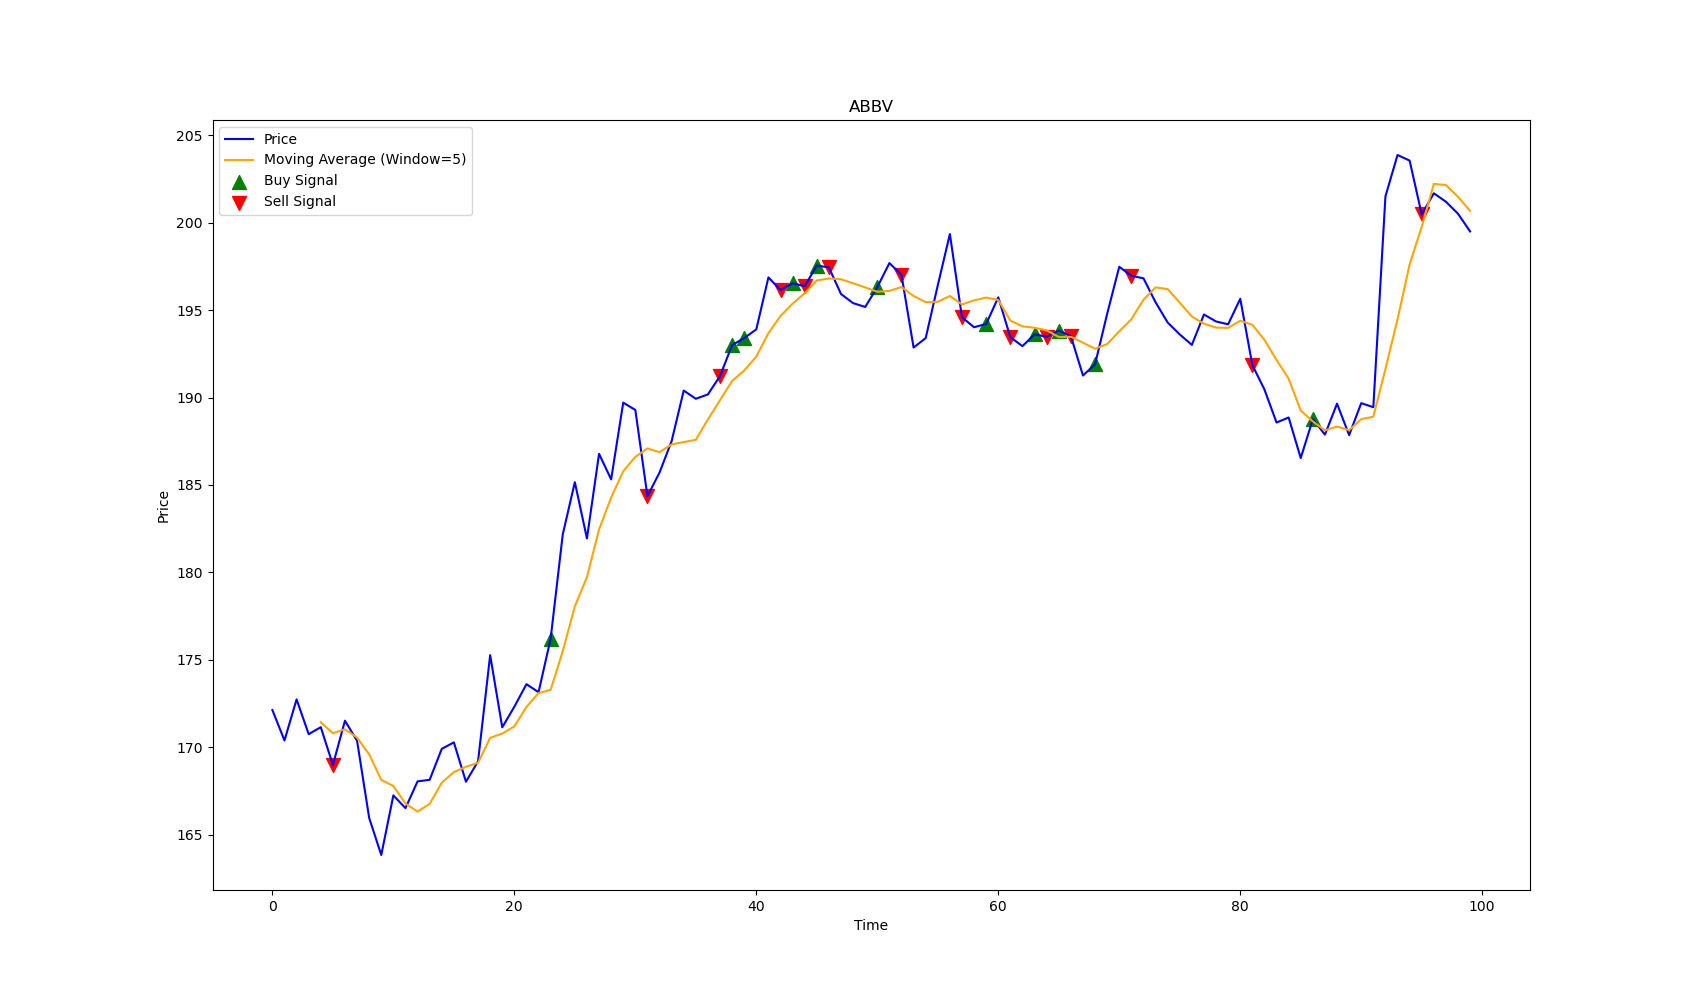 ABBV
Price
Moving Average (Window=5)
Buy Signal
Sell Signal
205
200
195
190
185
180
175
170
165
Price
0 20 40 60 80 100
Time